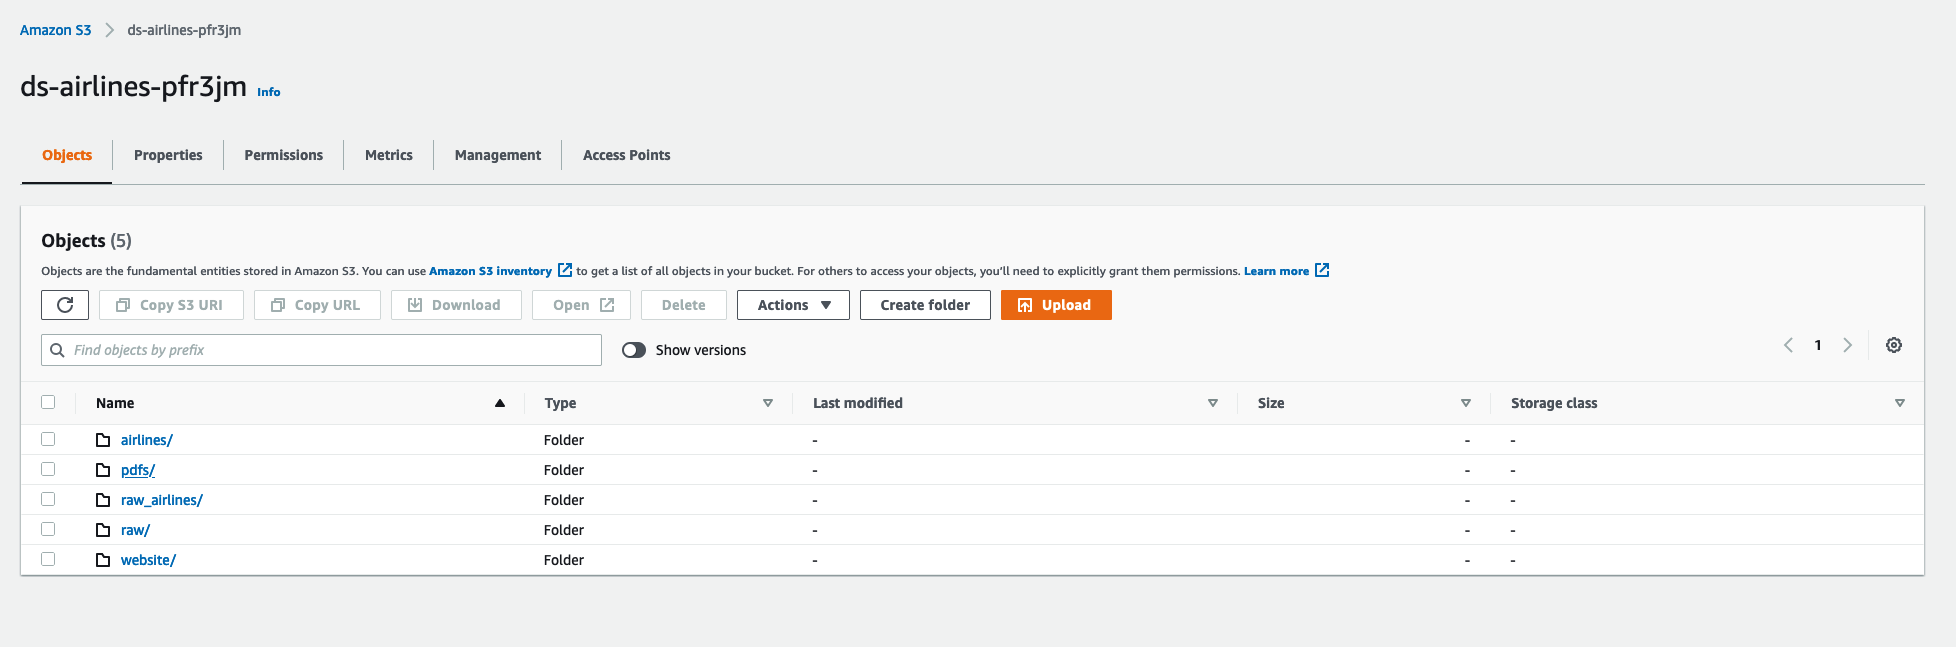 Amazon S3 > ds-airlines-pfr3jm
ds-airlines-pfr3jm Info
Objects Properties Permissions Metrics Management Access Points
Objects (5)
Objects are the fundamental entities stored in Amazon S3. You can use Amazon S3 inventory to get a list of all objects in your bucket. For others to access your objects, you'll need to explicitly grant them permissions. Learn more
Copy S3 URI Copy URL Download Open Delete Actions Create folder Upload
Find objects by prefix Show versions 1
Name Type Last modified Size Storage class
airlines/ Folder - - -
pdfs/ Folder - - -
raw_airlines/ Folder - - -
raw/ Folder - - -
website/ Folder - - -